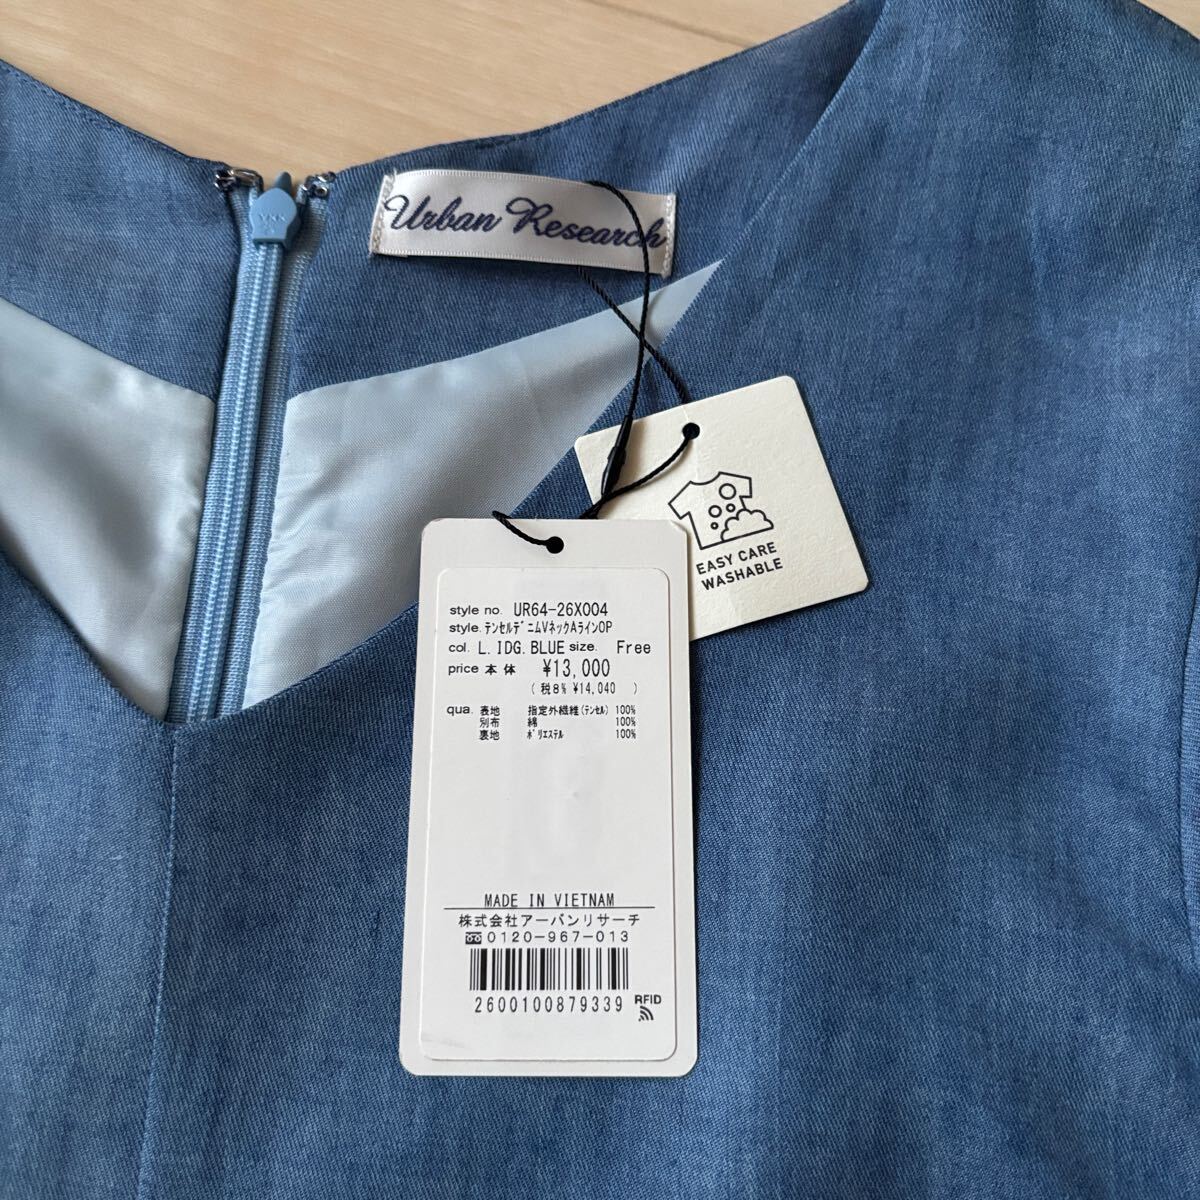 YKK
Urban Research
EASY CARE
WASHABLE
style no. UR64-26X004
style. ﾃﾝｾﾙﾃﾞﾆﾑVﾈｯｸAﾗｲﾝOP
col. L.IDG.BLUE size. Free
price 本体 ¥13,000
(税8% ¥14,040 )
qua. 表地 指定外繊維(ﾃﾝｾﾙ) 100%
別布 綿 100%
裏地 ﾎﾟﾘｴｽﾃﾙ 100%
MADE IN VIETNAM
株式会社アーバンリサーチ
0120-967-013
2600100879339
RFID